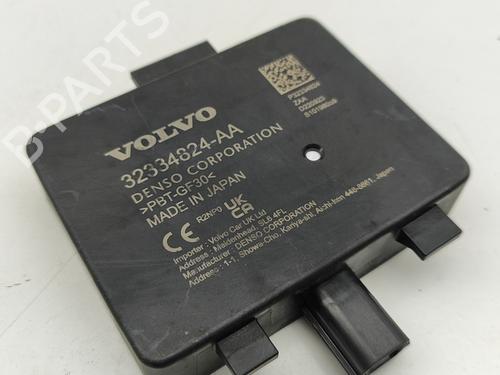 VOLVO
32334824-AA
DENSO CORPORATION
>PBT-GF30<
MADE IN JAPAN
CE R2NP0 UK CA
Importer : Volvo Car UK Ltd
Address : Maidenhead, SL6 4FL
Manufacturer : DENSO CORPORATION
Address : 1-1, Showa-Cho, Kariya-shi, Aichi-ken 448-8661, Japan
P32334824
ZAA